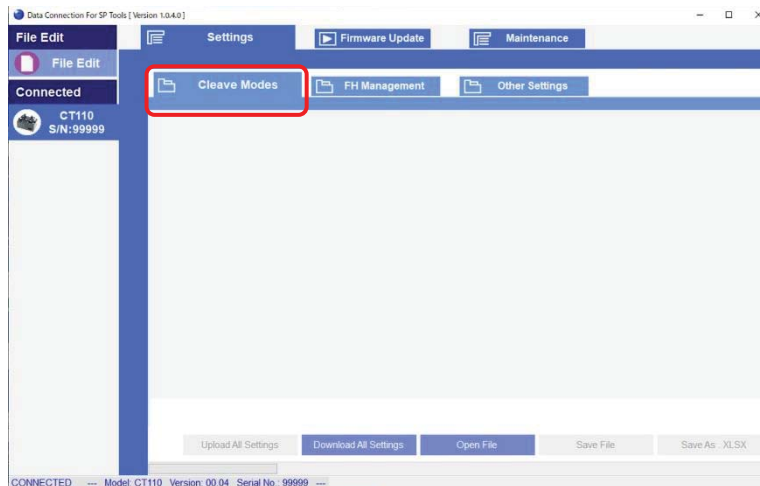 Data Connection For SP Tools [ Version 1.0.4.0 ]
File Edit
Settings
Firmware Update
Maintenance
File Edit
Connected
Cleave Modes
FH Management
Other Settings
CT110
S/N:99999
Upload All Settings
Download All Settings
Open File
Save File
Save As .XLSX
CONNECTED --- Model: CT110 Version: 00.04 Serial No.: 99999 ---